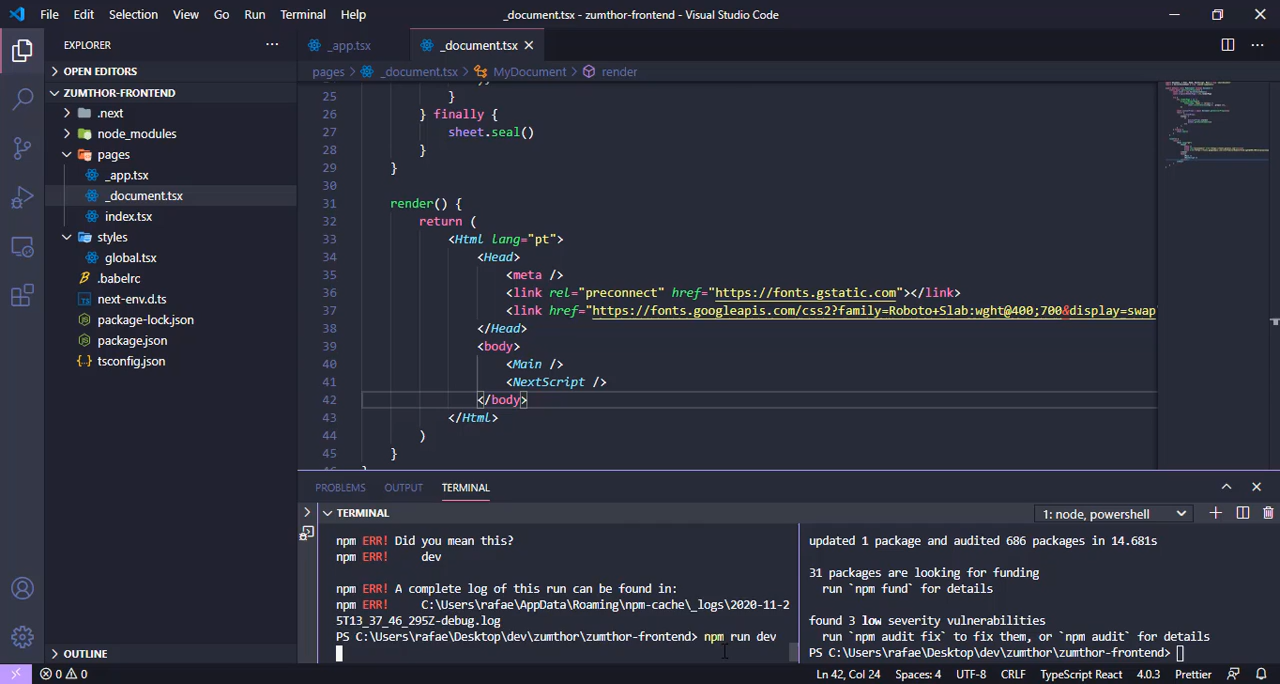 File Edit Selection View Go Run Terminal Help _document.tsx - zumthor-frontend - Visual Studio Code
EXPLORER
OPEN EDITORS
ZUMTHOR-FRONTEND
.next
node_modules
pages
_app.tsx
_document.tsx
index.tsx
styles
global.tsx
.babelrc
next-env.d.ts
package-lock.json
package.json
tsconfig.json
OUTLINE
_app.tsx _document.tsx
pages > _document.tsx > MyDocument > render
25 }
26 } finally {
27 sheet.seal()
28 }
29 }
30
31 render() {
32 return (
33 <Html lang="pt">
34 <Head>
35 <meta />
36 <link rel="preconnect" href="https://fonts.gstatic.com"></link>
37 <link href="https://fonts.googleapis.com/css2?family=Roboto+Slab:wght@400;700&display=swap
38 </Head>
39 <body>
40 <Main />
41 <NextScript />
42 </body>
43 </Html>
44 )
45 }
PROBLEMS OUTPUT TERMINAL
TERMINAL 1: node, powershell
npm ERR! Did you mean this?
npm ERR! dev
npm ERR! A complete log of this run can be found in:
npm ERR! C:\Users\rafae\AppData\Roaming\npm-cache\_logs\2020-11-2
5T13_37_46_295Z-debug.log
PS C:\Users\rafae\Desktop\dev\zumthor\zumthor-frontend> npm run dev
updated 1 package and audited 686 packages in 14.681s
31 packages are looking for funding
run `npm fund` for details
found 3 low severity vulnerabilities
run `npm audit fix` to fix them, or `npm audit` for details
PS C:\Users\rafae\Desktop\dev\zumthor\zumthor-frontend>
0 0 Ln 42, Col 24 Spaces: 4 UTF-8 CRLF TypeScript React 4.0.3 Prettier